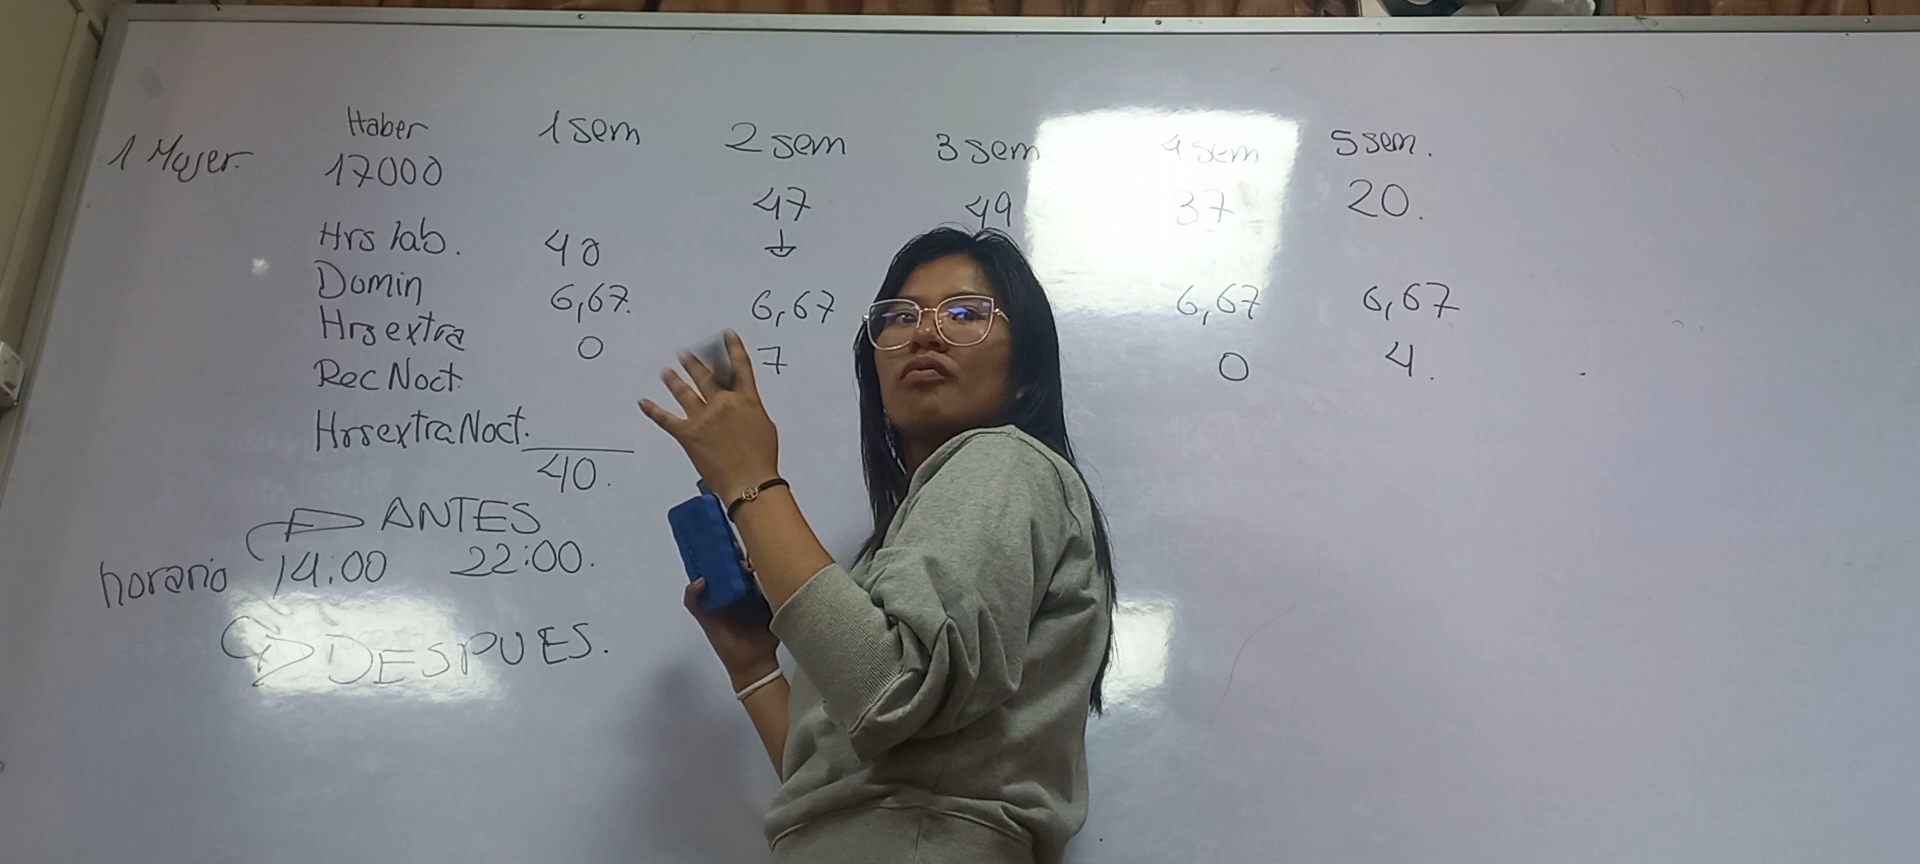 Haber 1 sem 2 sem 3 sem 4 sem 5 sem.
1 Mujer. 17000
47 49 37 20.
Hrs lab. 40
Domin 6,67. 6,67 6,67 6,67
Hrs extra 0 7 0 4.
Rec Noct.
Hrs extra Noct.
40.
ANTES
horario 14:00 22:00.
DESPUES.